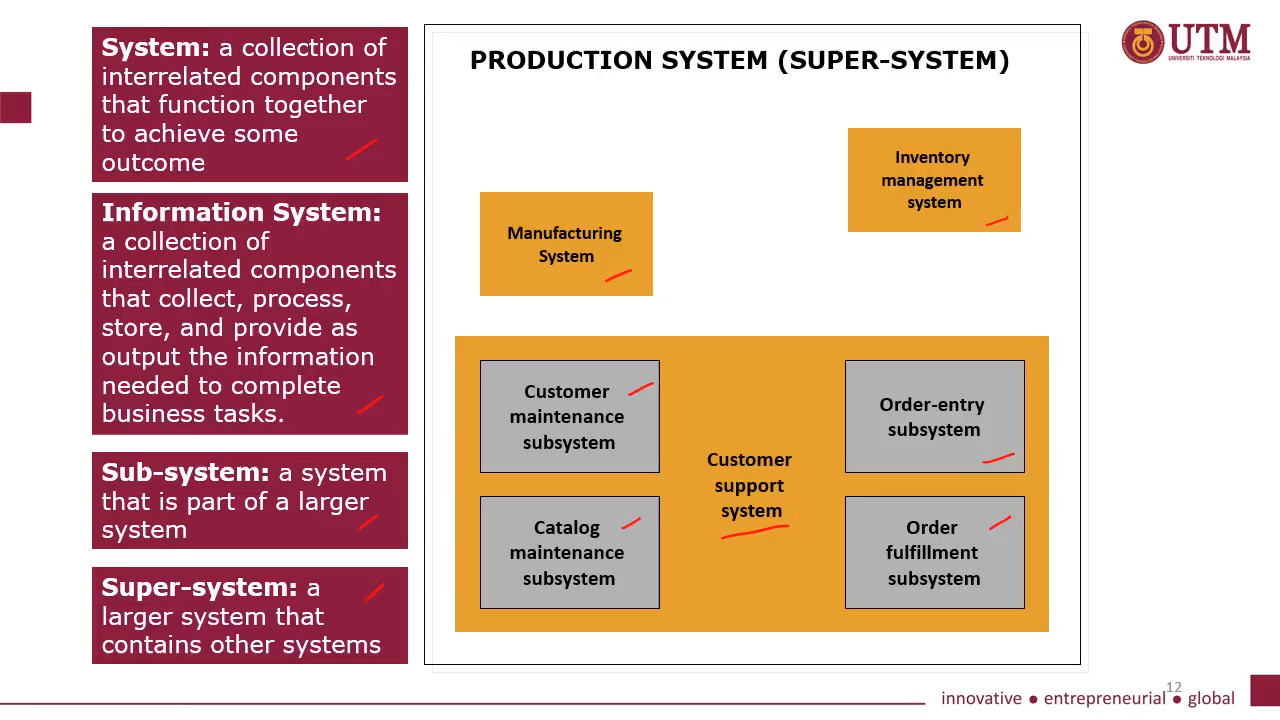 System: a collection of
interrelated components
that function together
to achieve some
outcome
Information System:
a collection of
interrelated components
that collect, process,
store, and provide as
output the information
needed to complete
business tasks.
Sub-system: a system
that is part of a larger
system
Super-system: a
larger system that
contains other systems
PRODUCTION SYSTEM (SUPER-SYSTEM)
Manufacturing
System
Inventory
management
system
Customer
maintenance
subsystem
Catalog
maintenance
subsystem
Customer
support
system
Order-entry
subsystem
Order
fulfillment
subsystem
UTM
UNIVERSITI TEKNOLOGI MALAYSIA
12
innovative ● entrepreneurial ● global